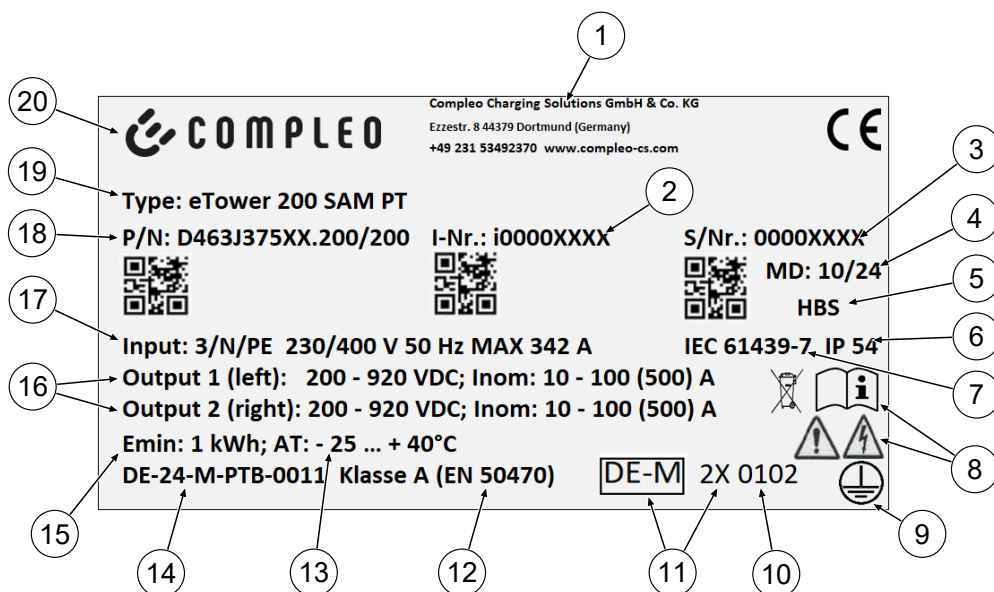 1
20
COMPLEO
Compleo Charging Solutions GmbH & Co. KG
Ezzestr. 8 44379 Dortmund (Germany)
+49 231 53492370 www.compleo-cs.com
CE
3
19
Type: eTower 200 SAM PT
2
4
18
P/N: D463J375XX.200/200 I-Nr.: i0000XXXX S/Nr.: 0000XXXX
MD: 10/24
5
17
HBS
6
Input: 3/N/PE 230/400 V 50 Hz MAX 342 A IEC 61439-7 IP 54
16
Output 1 (left): 200 - 920 VDC; Inom: 10 - 100 (500) A
7
Output 2 (right): 200 - 920 VDC; Inom: 10 - 100 (500) A
i
Emin: 1 kWh; AT: - 25 ... + 40°C
8
DE-24-M-PTB-0011 Klasse A (EN 50470)
DE-M 2X 0102
15
14
13
12
11
10
9